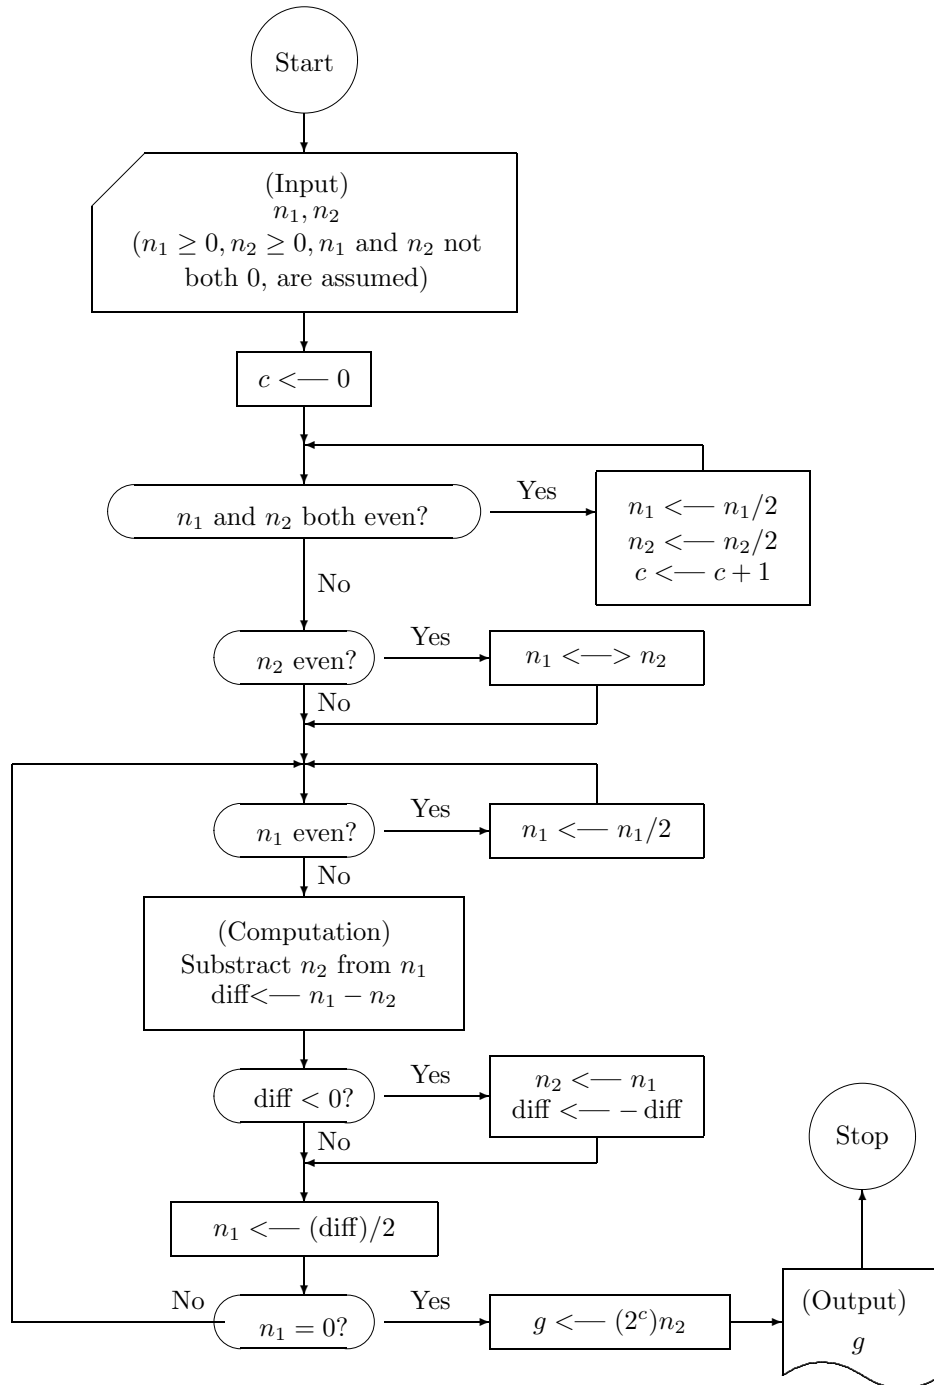 Start
(Input)
n₁, n₂
(n₁ ≥ 0, n₂ ≥ 0, n₁ and n₂ not
both 0, are assumed)
c <— 0
n₁ and n₂ both even?
Yes
n₁ <— n₁/2
n₂ <— n₂/2
c <— c + 1
No
n₂ even?
Yes
n₁ <—> n₂
No
n₁ even?
Yes
n₁ <— n₁/2
No
(Computation)
Substract n₂ from n₁
diff<— n₁ − n₂
diff < 0?
Yes
n₂ <— n₁
diff <— − diff
No
n₁ <— (diff)/2
n₁ = 0?
No
Yes
g <— (2ᶜ)n₂
(Output)
g
Stop